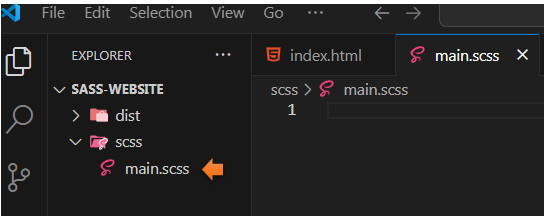 File Edit Selection View Go ···
EXPLORER ···
index.html
main.scss
SASS-WEBSITE
dist
scss
main.scss
scss > main.scss
1